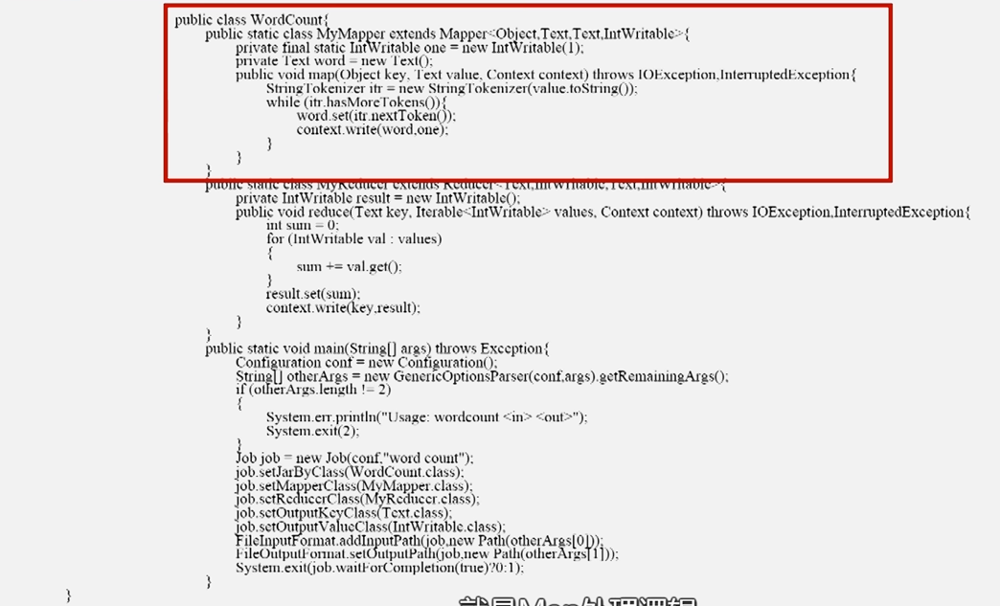 public class WordCount{
public static class MyMapper extends Mapper<Object,Text,Text,IntWritable>{
private final static IntWritable one = new IntWritable(1);
private Text word = new Text();
public void map(Object key, Text value, Context context) throws IOException,InterruptedException{
StringTokenizer itr = new StringTokenizer(value.toString());
while (itr.hasMoreTokens()){
word.set(itr.nextToken());
context.write(word,one);
}
}
}
public static class MyReducer extends Reducer<Text,IntWritable,Text,IntWritable>{
private IntWritable result = new IntWritable();
public void reduce(Text key, Iterable<IntWritable> values, Context context) throws IOException,InterruptedException{
int sum = 0;
for (IntWritable val : values)
{
sum += val.get();
}
result.set(sum);
context.write(key,result);
}
}
public static void main(String[] args) throws Exception{
Configuration conf = new Configuration();
String[] otherArgs = new GenericOptionsParser(conf,args).getRemainingArgs();
if (otherArgs.length != 2)
{
System.err.println("Usage: wordcount <in> <out>");
System.exit(2);
}
Job job = new Job(conf,"word count");
job.setJarByClass(WordCount.class);
job.setMapperClass(MyMapper.class);
job.setReducerClass(MyReducer.class);
job.setOutputKeyClass(Text.class);
job.setOutputValueClass(IntWritable.class);
FileInputFormat.addInputPath(job,new Path(otherArgs[0]));
FileOutputFormat.setOutputPath(job,new Path(otherArgs[1]));
System.exit(job.waitForCompletion(true)?0:1);
}
}
就是Map处理逻辑